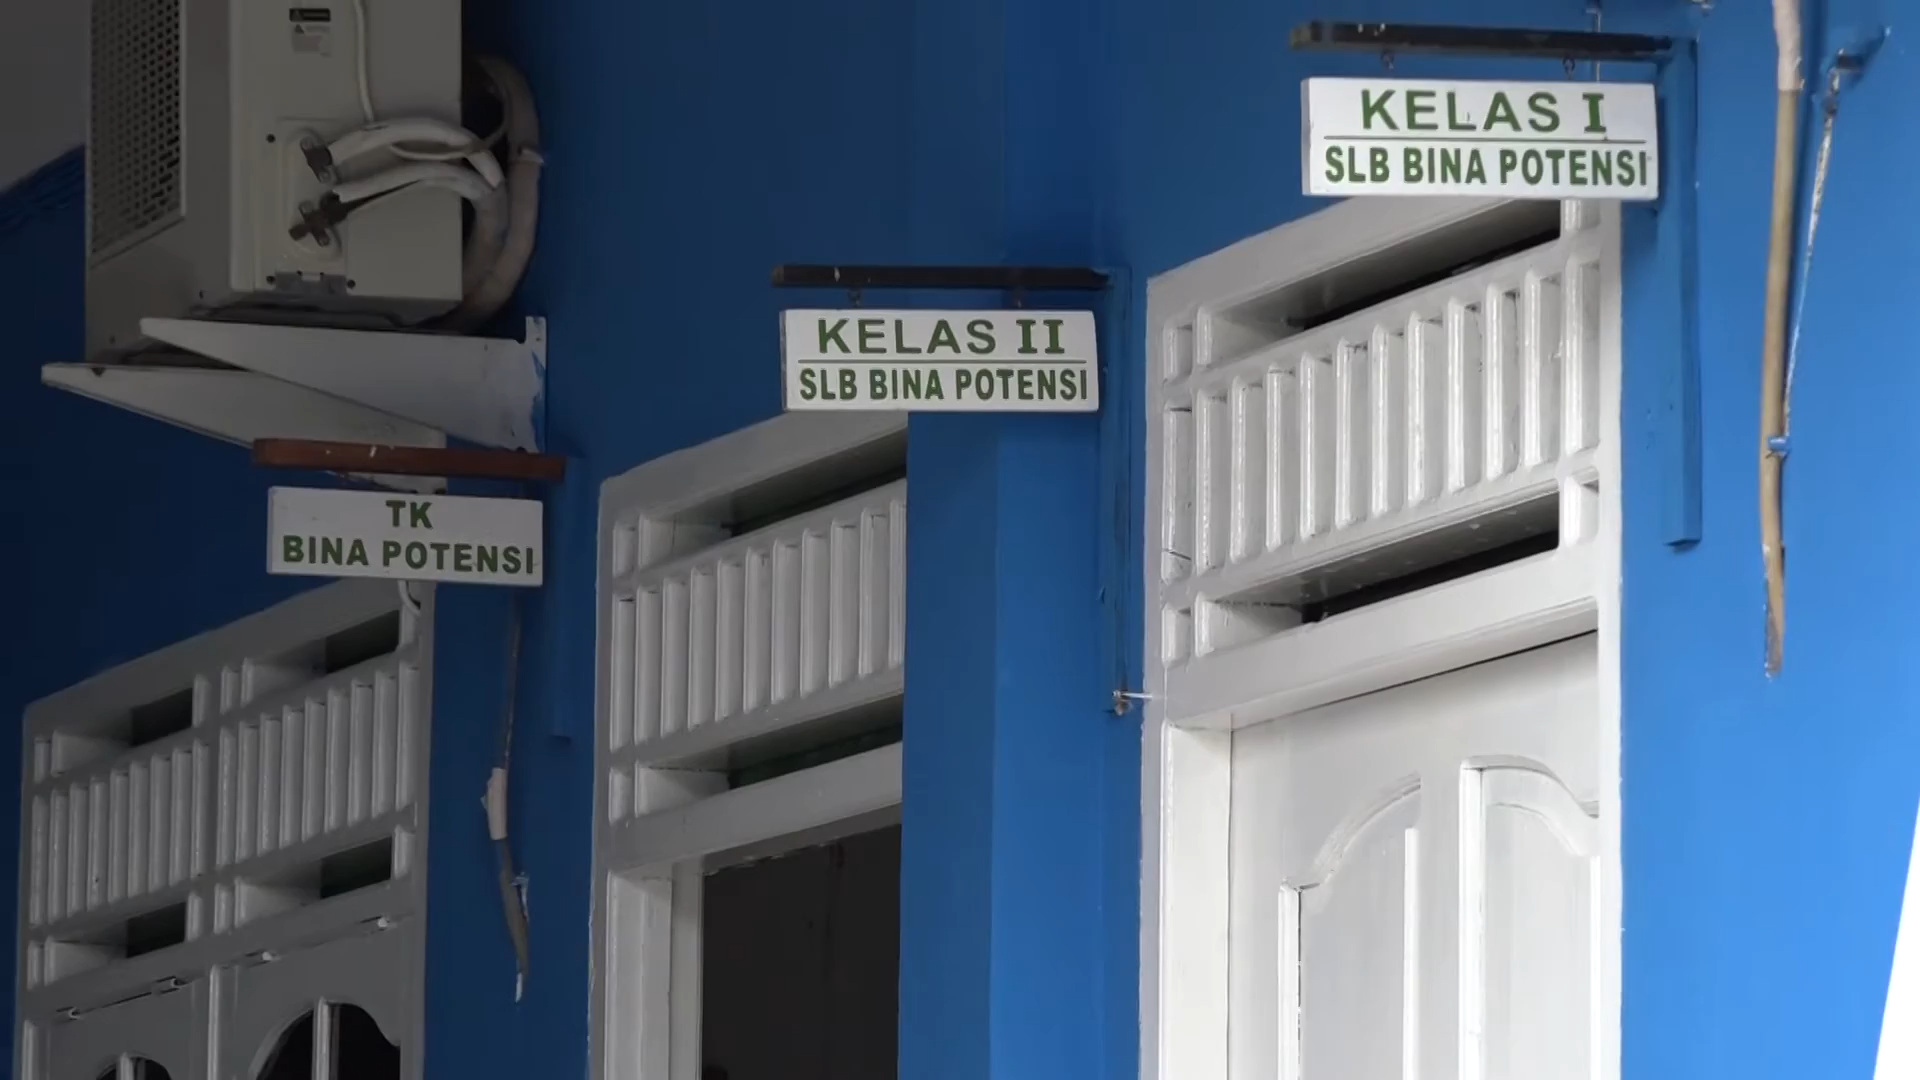 KELAS I
SLB BINA POTENSI
KELAS II
SLB BINA POTENSI
TK
BINA POTENSI